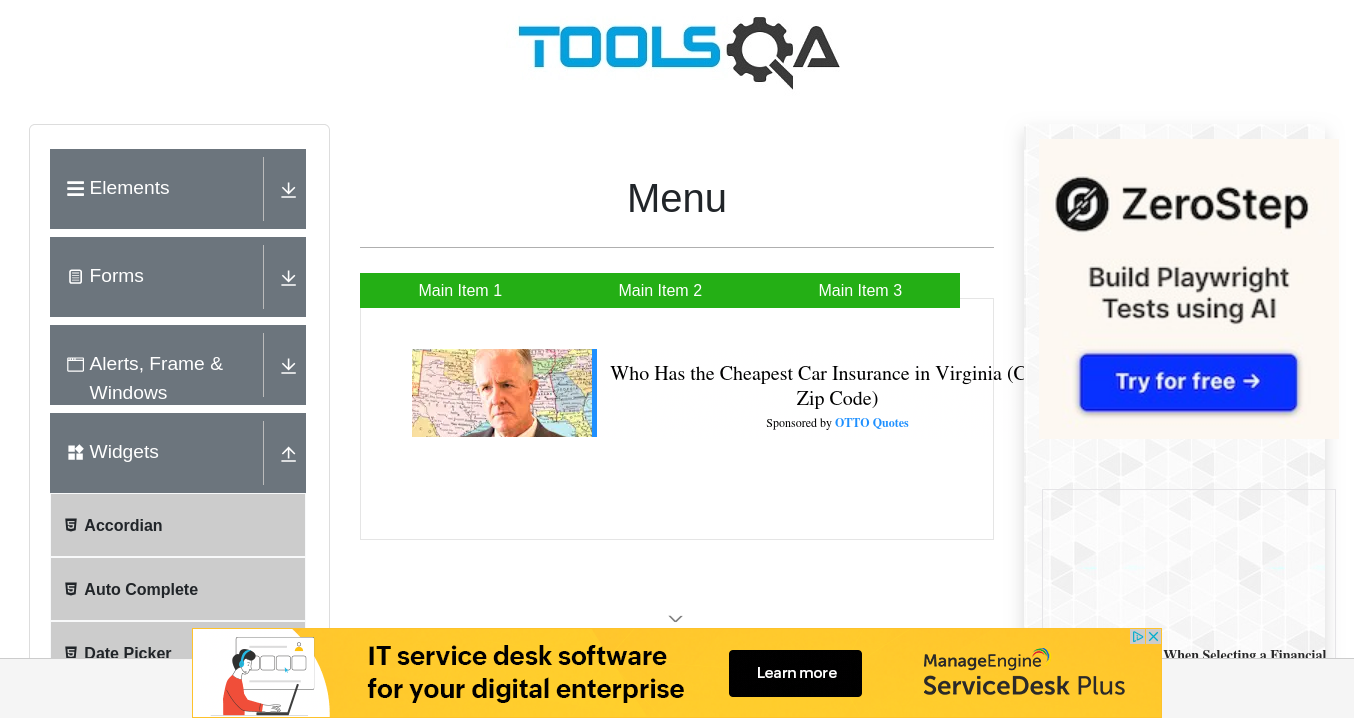 TOOLSQA
Elements
Forms
Alerts, Frame &
Windows
Widgets
Accordian
Auto Complete
Date Picker
Menu
Main Item 1
Main Item 2
Main Item 3
Who Has the Cheapest Car Insurance in Virginia (C
Zip Code)
Sponsored by OTTO Quotes
ZeroStep
Build Playwright
Tests using AI
Try for free →
When Selecting a Financial
IT service desk software
for your digital enterprise
Learn more
ManageEngine
ServiceDesk Plus